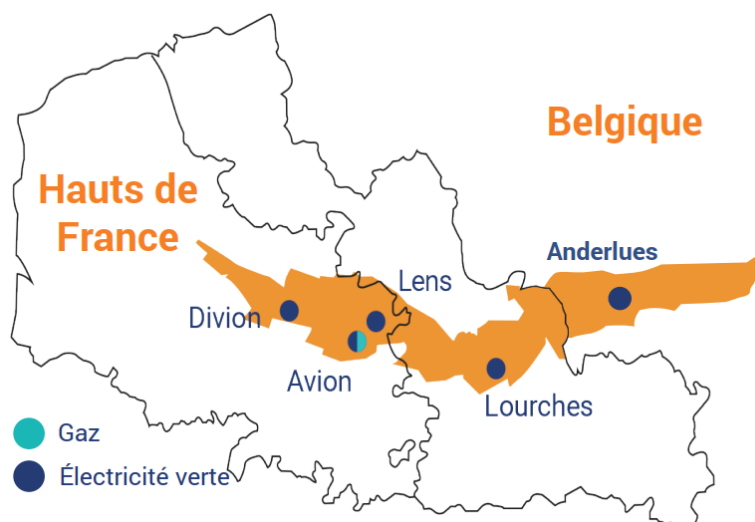 Belgique
Hauts de
France
Anderlues
Lens
Divion
Avion
Lourches
Gaz
Électricité verte